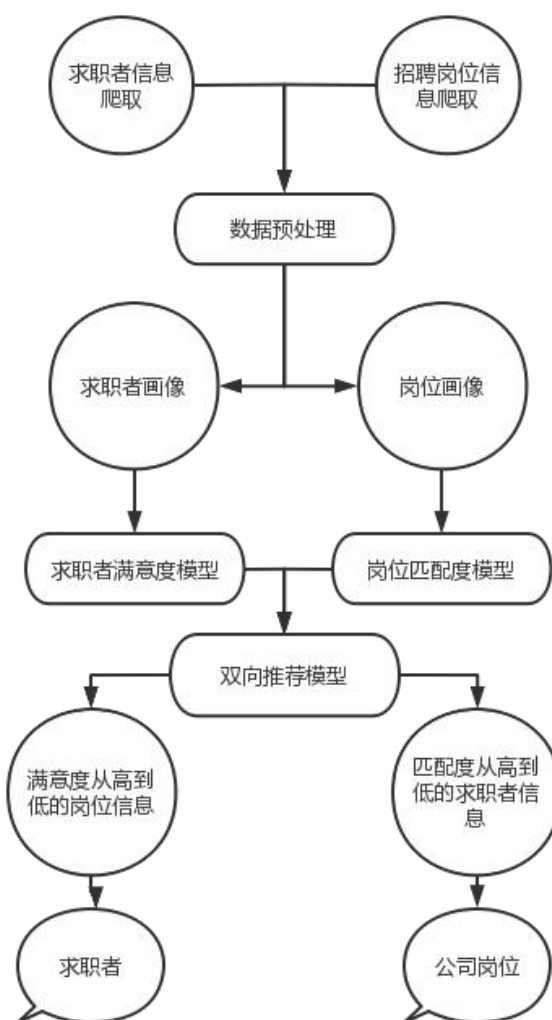 求职者信息
爬取
招聘岗位信
息爬取
数据预处理
求职者画像
岗位画像
求职者满意度模型
岗位匹配度模型
双向推荐模型
满意度从高到
低的岗位信息
匹配度从高到
低的求职者信
息
求职者
公司岗位